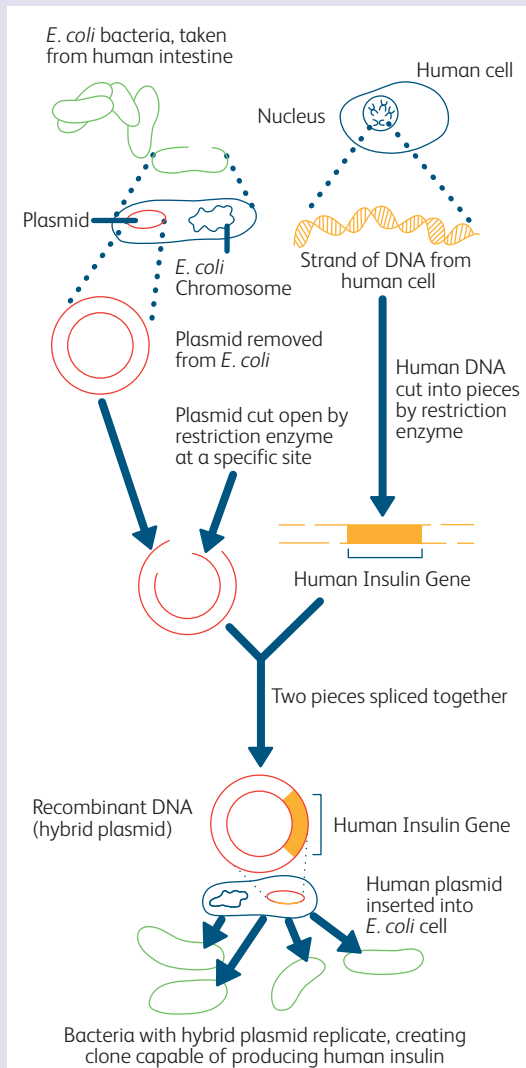 E. coli bacteria, taken
from human intestine
Human cell
Nucleus
Plasmid
E. coli
Chromosome
Strand of DNA from
human cell
Plasmid removed
from E. coli
Human DNA
cut into pieces
by restriction
enzyme
Plasmid cut open by
restriction enzyme
at a specific site
Human Insulin Gene
Two pieces spliced together
Recombinant DNA
(hybrid plasmid)
Human Insulin Gene
Human plasmid
inserted into
E. coli cell
Bacteria with hybrid plasmid replicate, creating
clone capable of producing human insulin